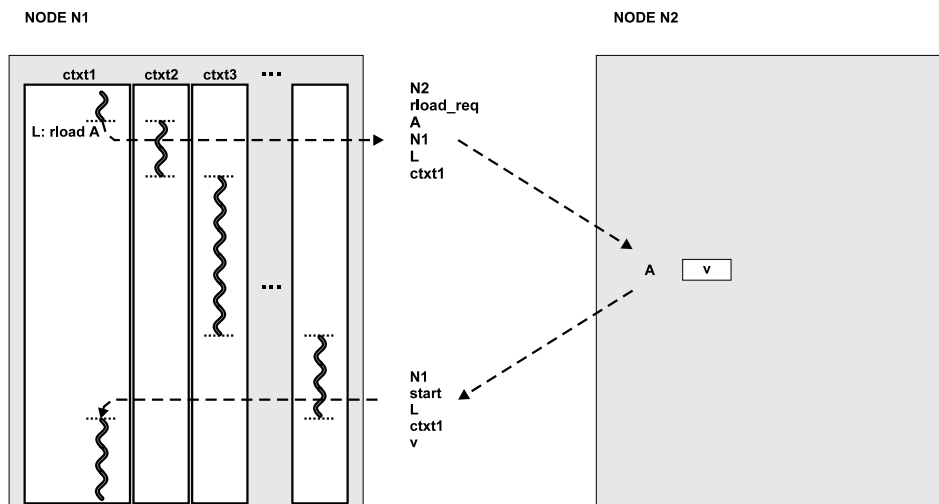 NODE N1
NODE N2
ctxt1 ctxt2 ctxt3 ...
L: rload A
N2
rload_req
A
N1
L
ctxt1
A v
...
N1
start
L
ctxt1
v